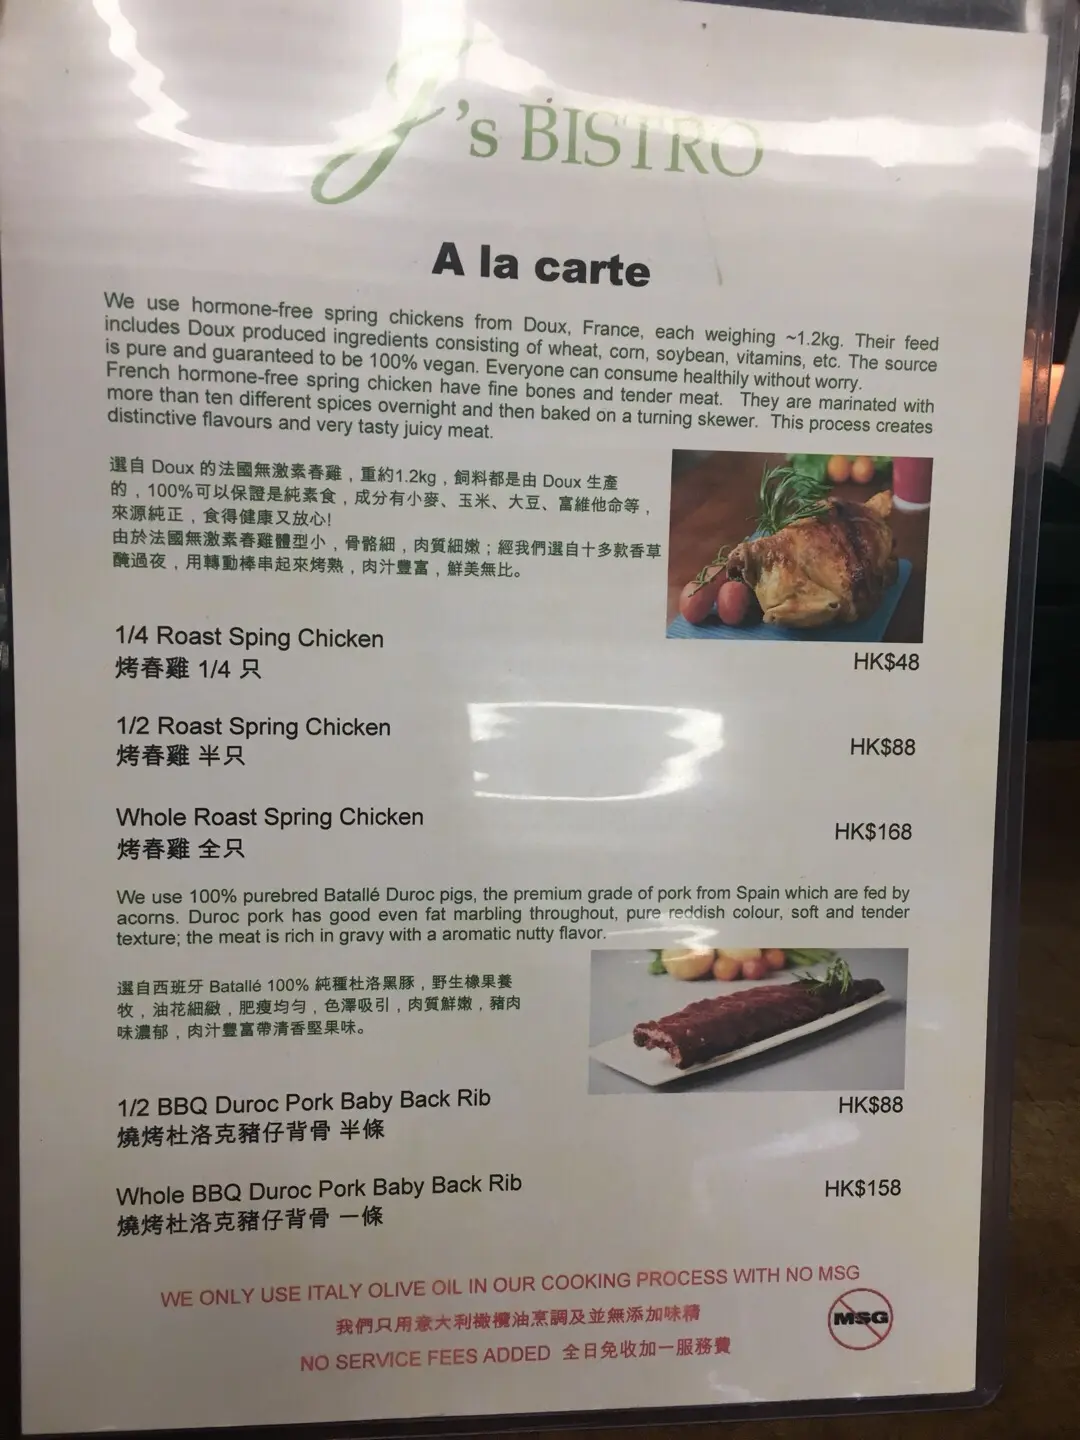 J's BISTRO
A la carte
We use hormone-free spring chickens from Doux, France, each weighing ~1.2kg. Their feed
includes Doux produced ingredients consisting of wheat, corn, soybean, vitamins, etc. The source
is pure and guaranteed to be 100% vegan. Everyone can consume healthily without worry.
French hormone-free spring chicken have fine bones and tender meat. They are marinated with
more than ten different spices overnight and then baked on a turning skewer. This process creates
distinctive flavours and very tasty juicy meat.
選自 Doux 的法國無激素春雞，重約1.2kg，飼料都是由 Doux 生產
的，100%可以保證是純素食，成分有小麥、玉米、大豆、富維他命等，
來源純正，食得健康又放心!
由於法國無激素春雞體型小，骨骼細，肉質細嫩；經我們選自十多款香草
醃過夜，用轉動棒串起來烤熟，肉汁豐富，鮮美無比。
1/4 Roast Sping Chicken
烤春雞 1/4 只
HK$48
1/2 Roast Spring Chicken
烤春雞 半只
HK$88
Whole Roast Spring Chicken
烤春雞 全只
HK$168
We use 100% purebred Batallé Duroc pigs, the premium grade of pork from Spain which are fed by
acorns. Duroc pork has good even fat marbling throughout, pure reddish colour, soft and tender
texture; the meat is rich in gravy with a aromatic nutty flavor.
選自西班牙 Batallé 100% 純種杜洛黑豚，野生橡果養
牧，油花細緻，肥瘦均勻，色澤吸引，肉質鮮嫩，豬肉
味濃郁，肉汁豐富帶清香堅果味。
1/2 BBQ Duroc Pork Baby Back Rib
燒烤杜洛克豬仔背骨 半條
HK$88
Whole BBQ Duroc Pork Baby Back Rib
燒烤杜洛克豬仔背骨 一條
HK$158
WE ONLY USE ITALY OLIVE OIL IN OUR COOKING PROCESS WITH NO MSG
我們只用意大利橄欖油烹調及並無添加味精
MSG
NO SERVICE FEES ADDED 全日免收加一服務費